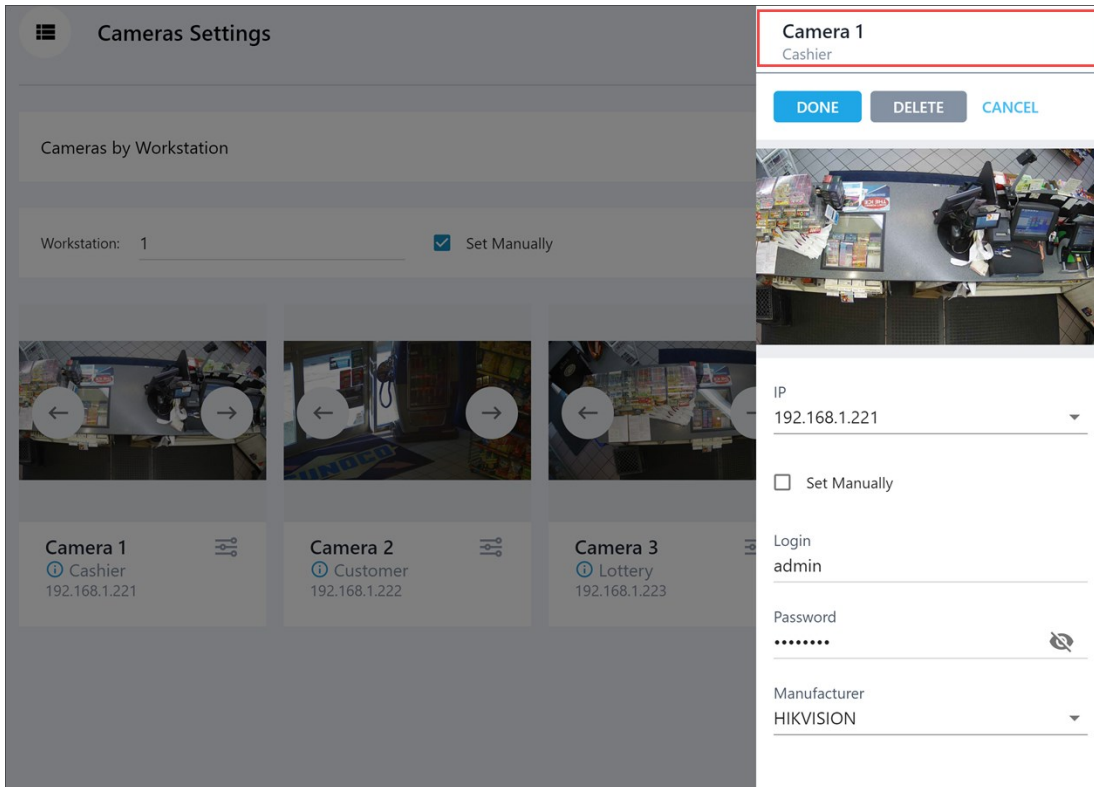 Cameras Settings
Cameras by Workstation
Workstation: 1
Set Manually
Camera 1
Cashier
192.168.1.221
SUNOCO
Camera 2
Customer
192.168.1.222
Camera 3
Lottery
192.168.1.223
Camera 1
Cashier
DONE DELETE CANCEL
IP
192.168.1.221
Set Manually
Login
admin
Password
••••••••
Manufacturer
HIKVISION